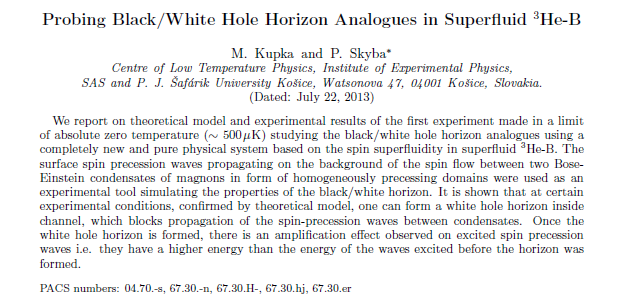 Probing Black/White Hole Horizon Analogues in Superfluid ³He-B
M. Kupka and P. Skyba*
Centre of Low Temperature Physics, Institute of Experimental Physics,
SAS and P. J. Šafárik University Košice, Watsonova 47, 04001 Košice, Slovakia.
(Dated: July 22, 2013)
We report on theoretical model and experimental results of the first experiment made in a limit
of absolute zero temperature (∼ 500μK) studying the black/white hole horizon analogues using a
completely new and pure physical system based on the spin superfluidity in superfluid ³He-B. The
surface spin precession waves propagating on the background of the spin flow between two Bose-
Einstein condensates of magnons in form of homogeneously precessing domains were used as an
experimental tool simulating the properties of the black/white horizon. It is shown that at certain
experimental conditions, confirmed by theoretical model, one can form a white hole horizon inside
channel, which blocks propagation of the spin-precession waves between condensates. Once the
white hole horizon is formed, there is an amplification effect observed on excited spin precession
waves i.e. they have a higher energy than the energy of the waves excited before the horizon was
formed.
PACS numbers: 04.70.-s, 67.30.-n, 67.30.H-, 67.30.hj, 67.30.er